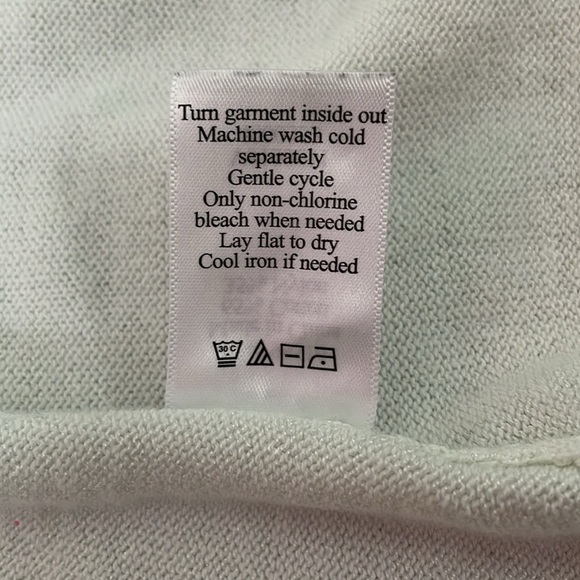 Turn garment inside out
Machine wash cold
separately
Gentle cycle
Only non-chlorine
bleach when needed
Lay flat to dry
Cool iron if needed
30 C